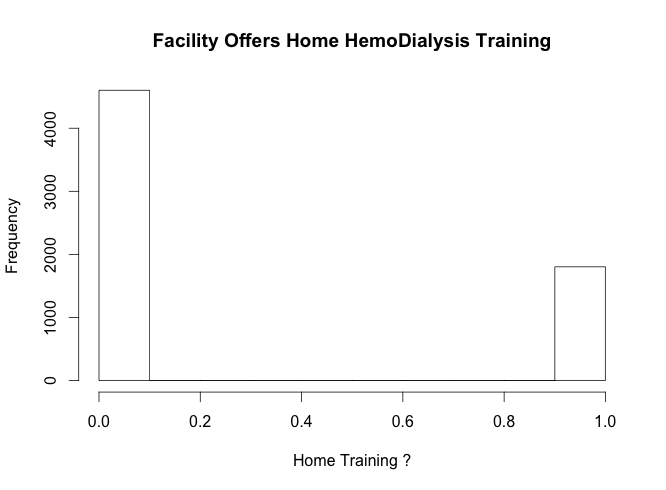 Facility Offers Home HemoDialysis Training
Frequency
4000
3000
2000
1000
0
0.0 0.2 0.4 0.6 0.8 1.0
Home Training ?